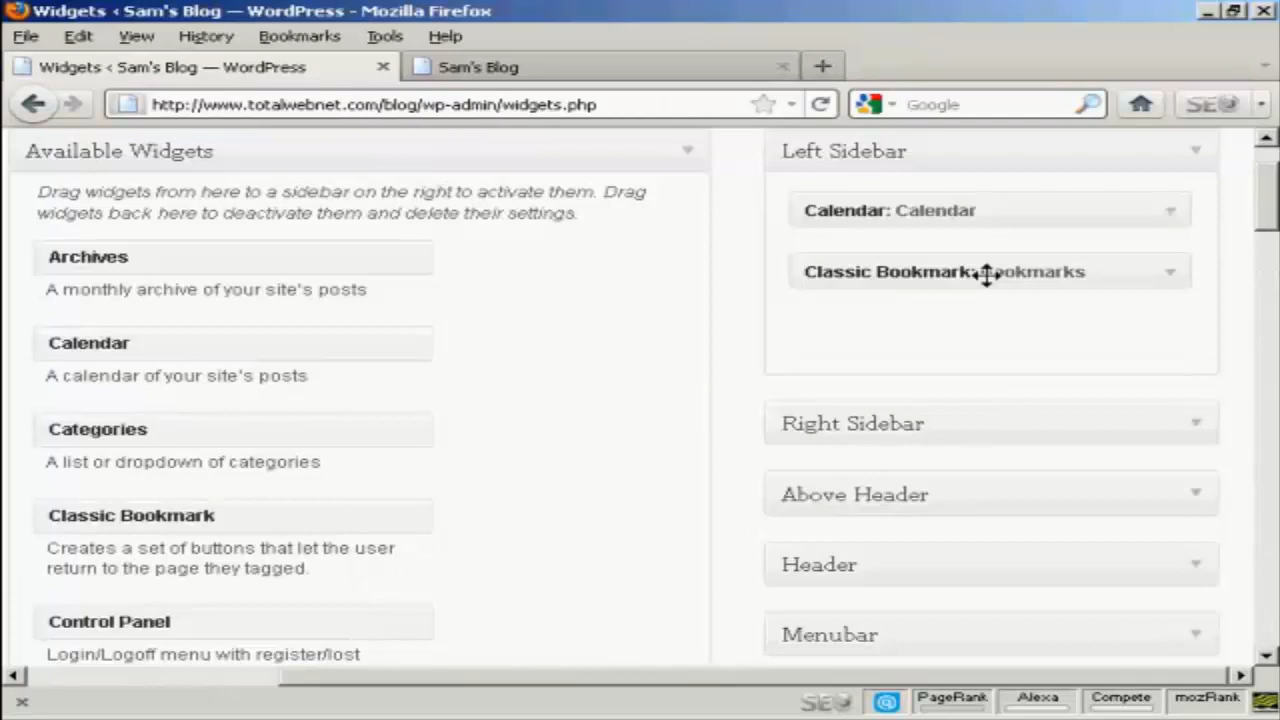 Widgets ‹ Sam's Blog — WordPress - Mozilla Firefox
File Edit View History Bookmarks Tools Help
Widgets ‹ Sam's Blog — WordPress
Sam's Blog
http://www.totalwebnet.com/blog/wp-admin/widgets.php
Google
SEO
Available Widgets
Drag widgets from here to a sidebar on the right to activate them. Drag
widgets back here to deactivate them and delete their settings.
Archives
A monthly archive of your site's posts
Calendar
A calendar of your site's posts
Categories
A list or dropdown of categories
Classic Bookmark
Creates a set of buttons that let the user
return to the page they tagged.
Control Panel
Login/Logoff menu with register/lost
Left Sidebar
Calendar: Calendar
Classic Bookmark: Bookmarks
Right Sidebar
Above Header
Header
Menubar
SEO
PageRank
Alexa
Compete
mozRank